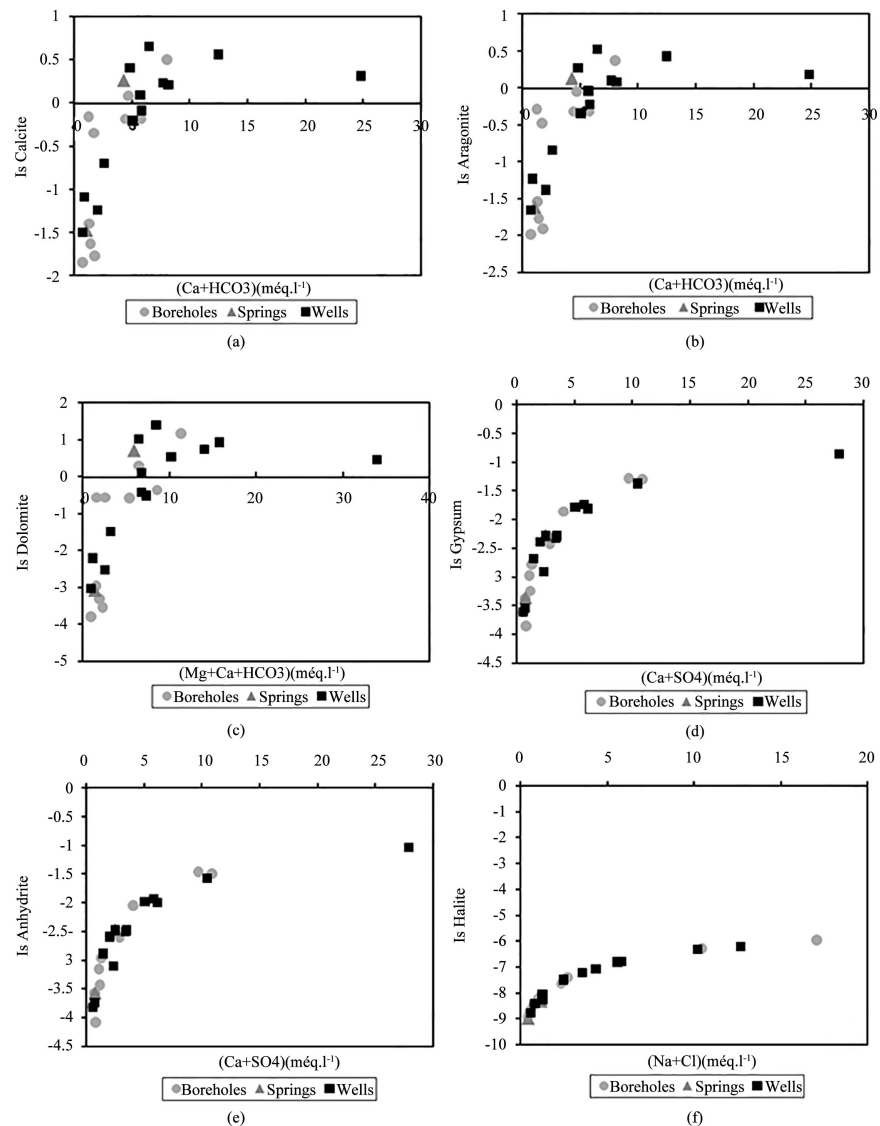 1
0.5
0
-0.5
-1
-1.5
-2
0 5 10 15 20 25 30
Is Calcite
(Ca+HCO3)(méq.l-1)
Boreholes Springs Wells
(a)
1
0.5
0
-0.5
-1
-1.5
-2
-2.5
0 5 10 15 20 25 30
Is Aragonite
(Ca+HCO3)(méq.l-1)
Boreholes Springs Wells
(b)
2
1
0
-1
-2
-3
-4
-5
0 10 20 30 40
Is Dolomite
(Mg+Ca+HCO3)(méq.l-1)
Boreholes Springs Wells
(c)
0 5 10 15 20 25 30
0
-0.5
-1
-1.5
-2
-2.5-
3
-3.5
-4
-4.5
Is Gypsum
(Ca+SO4)(méq.l-1)
Boreholes Springs Wells
(d)
0 5 10 15 20 25 30
0
-0.5
-1
-1.5
-2
-2.5-
3
-3.5
-4
-4.5
Is Anhydrite
(Ca+SO4)(méq.l-1)
Boreholes Springs Wells
(e)
0 5 10 15 20
0
-1
-2
-3
-4
-5
-6
-7
-8
-9
-10
Is Halite
(Na+Cl)(méq.l-1)
Boreholes Springs Wells
(f)